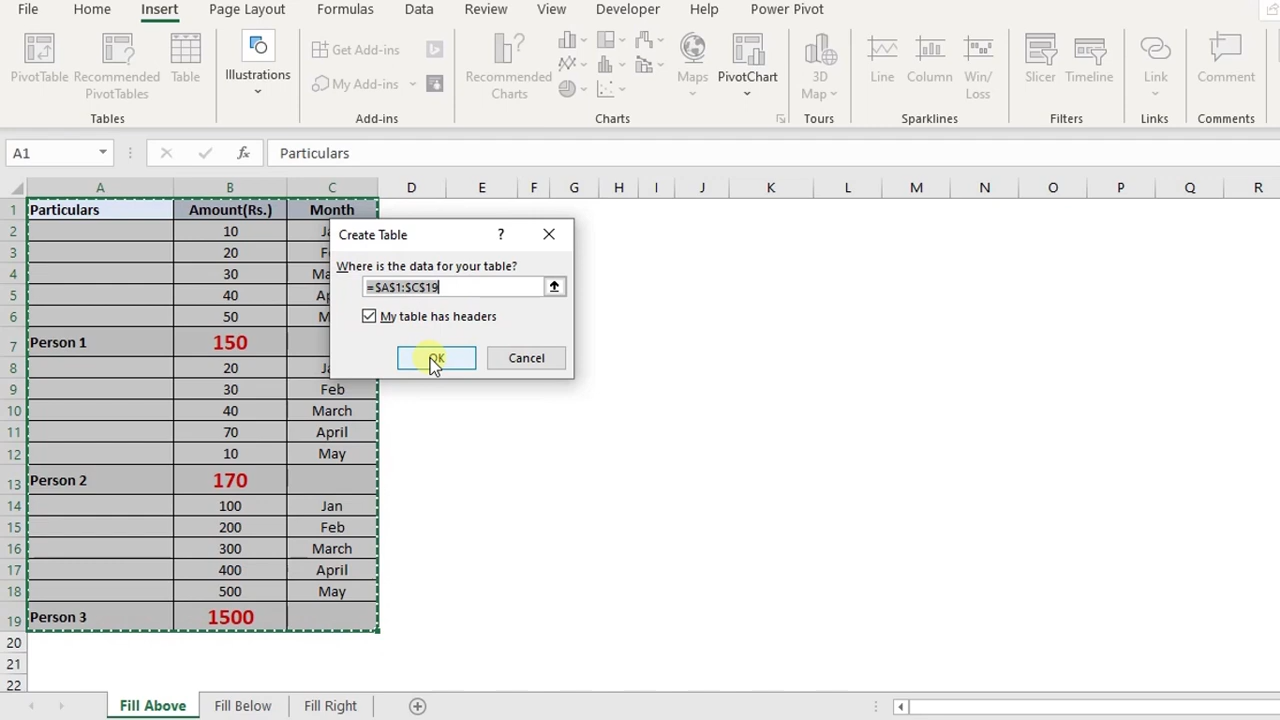 File Home Insert Page Layout Formulas Data Review View Developer Help Power Pivot
PivotTable
Recommended
PivotTables
Table
Illustrations
Get Add-ins
My Add-ins
Recommended
Charts
Maps
PivotChart
3D
Map
Line
Column
Win/
Loss
Slicer
Timeline
Link
Comment
Tables Add-ins Charts Tours Sparklines Filters Links Comments
A1 fx Particulars
A B C D E F G H I J K L M N O P Q R
1 Particulars Amount(Rs.) Month
2 10
3 20
4 30
5 40
6 50
7 Person 1 150
8 20
9 30 Feb
10 40 March
11 70 April
12 10 May
13 Person 2 170
14 100 Jan
15 200 Feb
16 300 March
17 400 April
18 500 May
19 Person 3 1500
20
21
22
Create Table ?
Where is the data for your table?
=$A$1:$C$19
My table has headers
OK Cancel
Fill Above Fill Below Fill Right